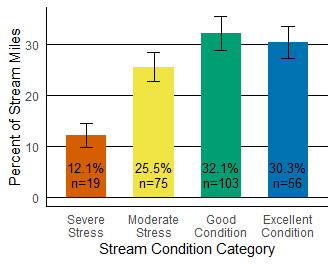 Percent of Stream Miles
30
20
10
0
12.1%
n=19
25.5%
n=75
32.1%
n=103
30.3%
n=56
Severe
Stress
Moderate
Stress
Good
Condition
Excellent
Condition
Stream Condition Category